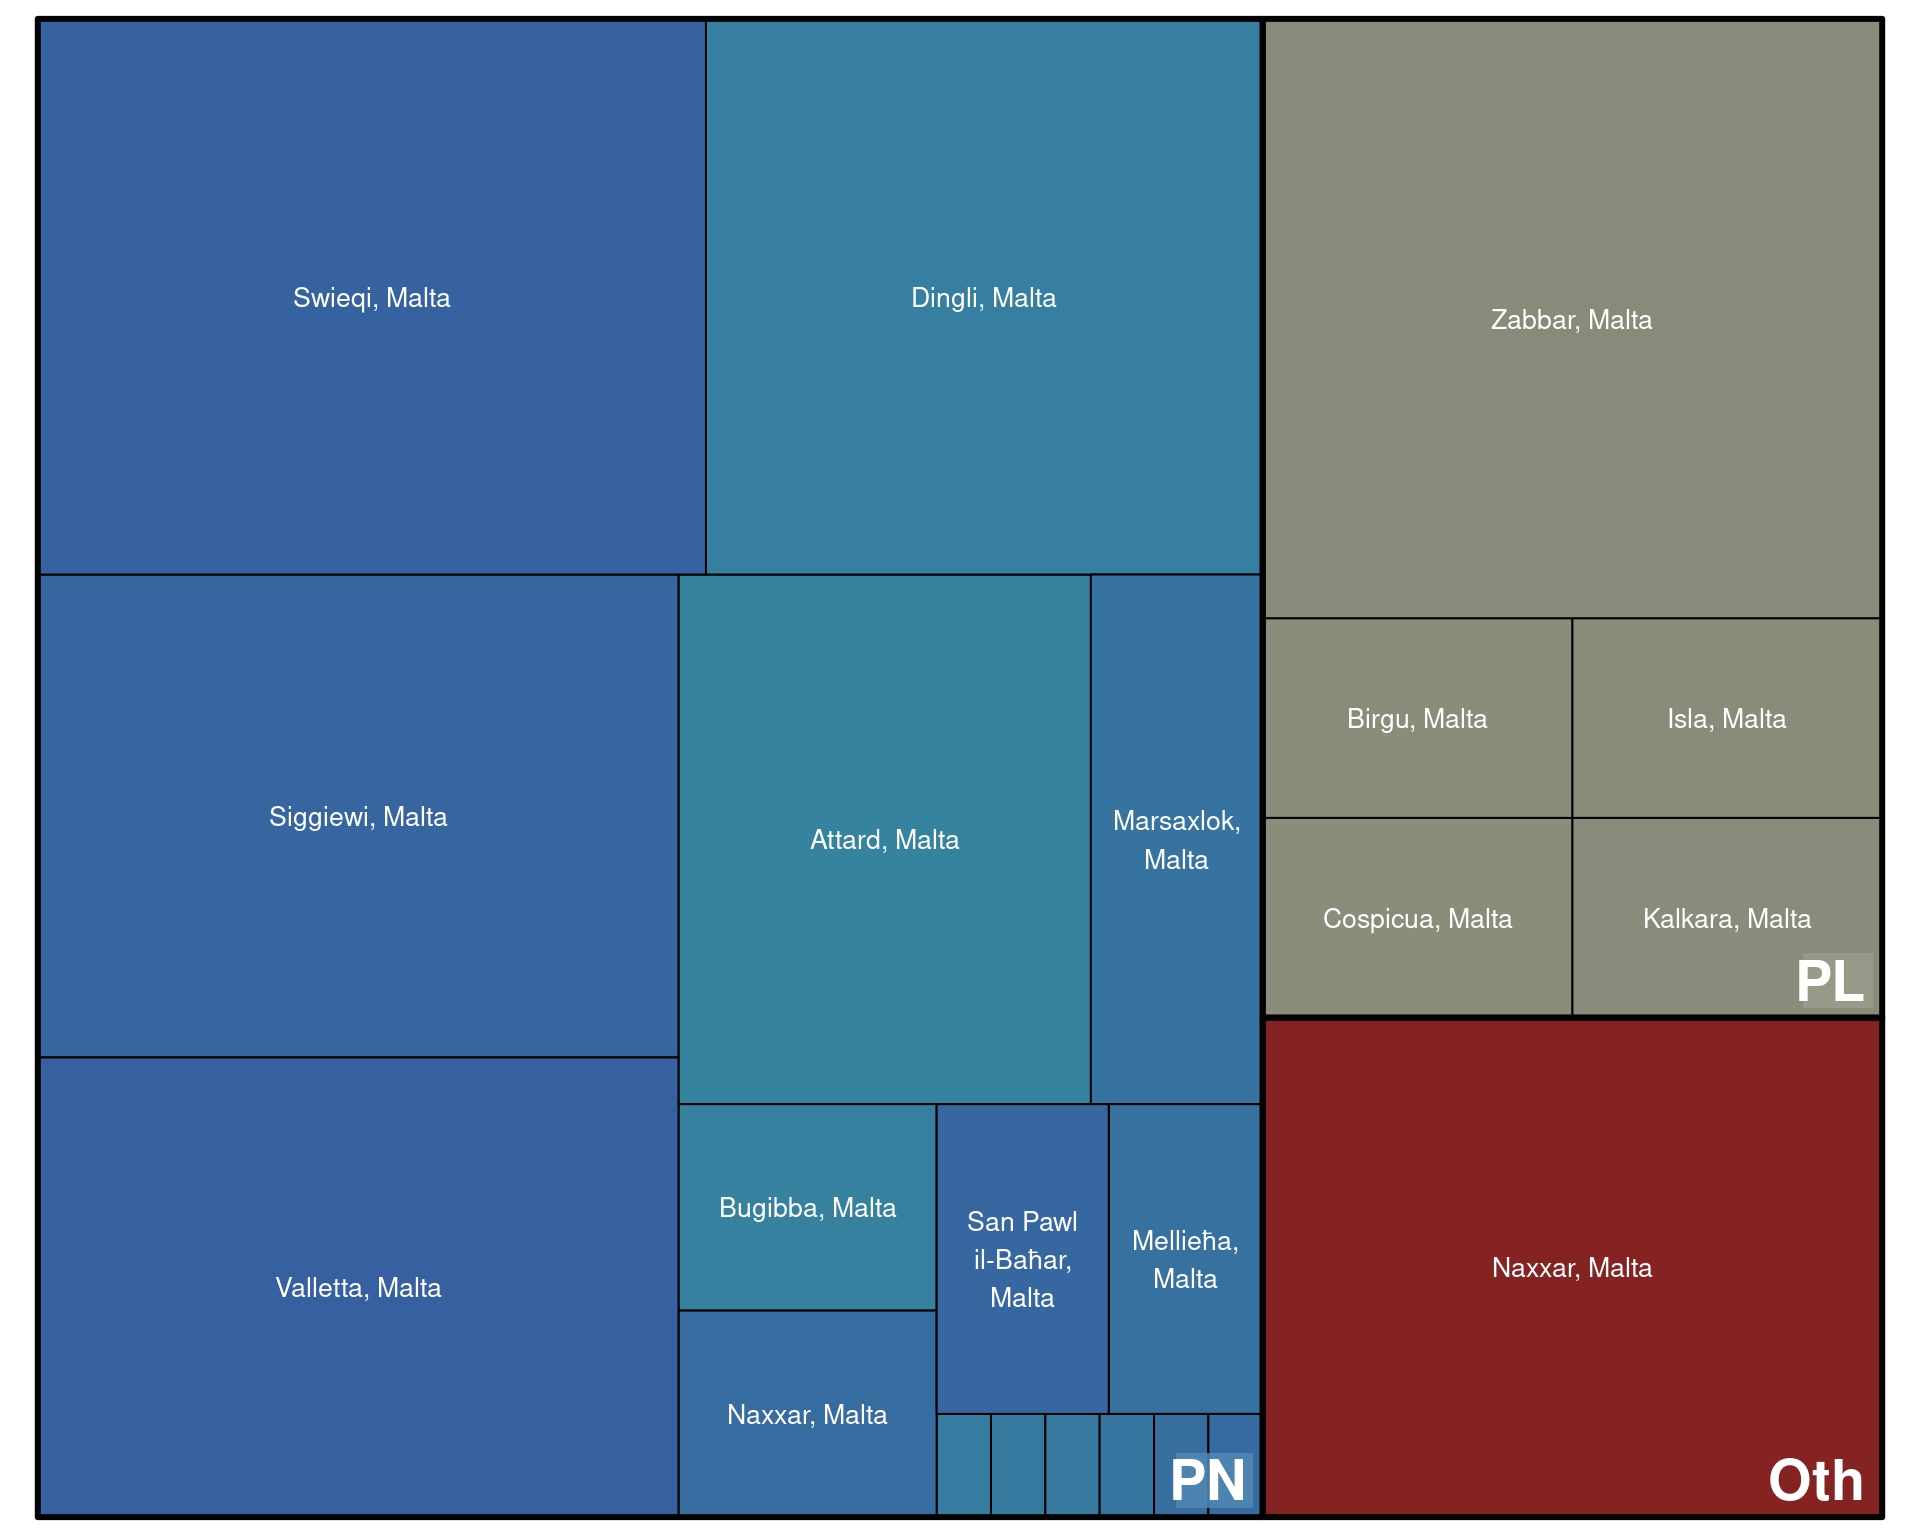 Swieqi, Malta
Dingli, Malta
Zabbar, Malta
Birgu, Malta
Isla, Malta
Siggiewi, Malta
Attard, Malta
Marsaxlok,
Malta
Cospicua, Malta
Kalkara, Malta
PL
Bugibba, Malta
San Pawl
il-Baħar,
Malta
Mellieħa,
Malta
Valletta, Malta
Naxxar, Malta
Naxxar, Malta
PN
Oth